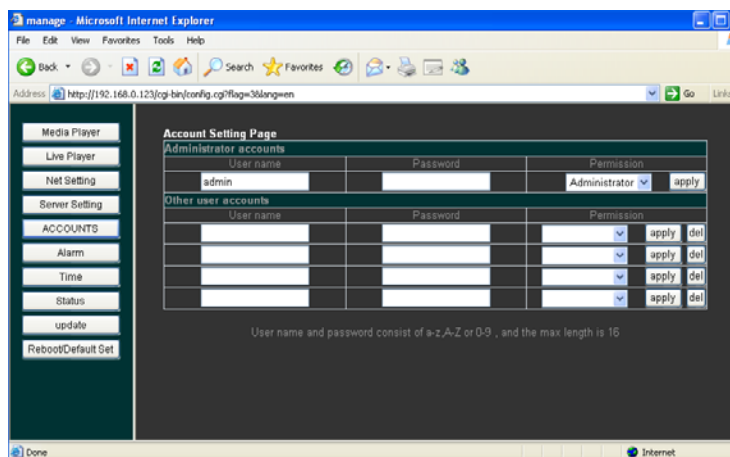 manage - Microsoft Internet Explorer
File Edit View Favorites Tools Help
Back Search Favorites
Address http://192.168.0.123/cgi-bin/config.cgi?flag=3&lang=en Go Links
Media Player
Live Player
Net Setting
Server Setting
ACCOUNTS
Alarm
Time
Status
update
Reboot/Default Set
Account Setting Page
Administrator accounts
User name Password Permission
admin Administrator apply
Other user accounts
User name Password Permission
apply del
apply del
apply del
apply del
User name and password consist of a-z,A-Z or 0-9 , and the max length is 16
Done Internet